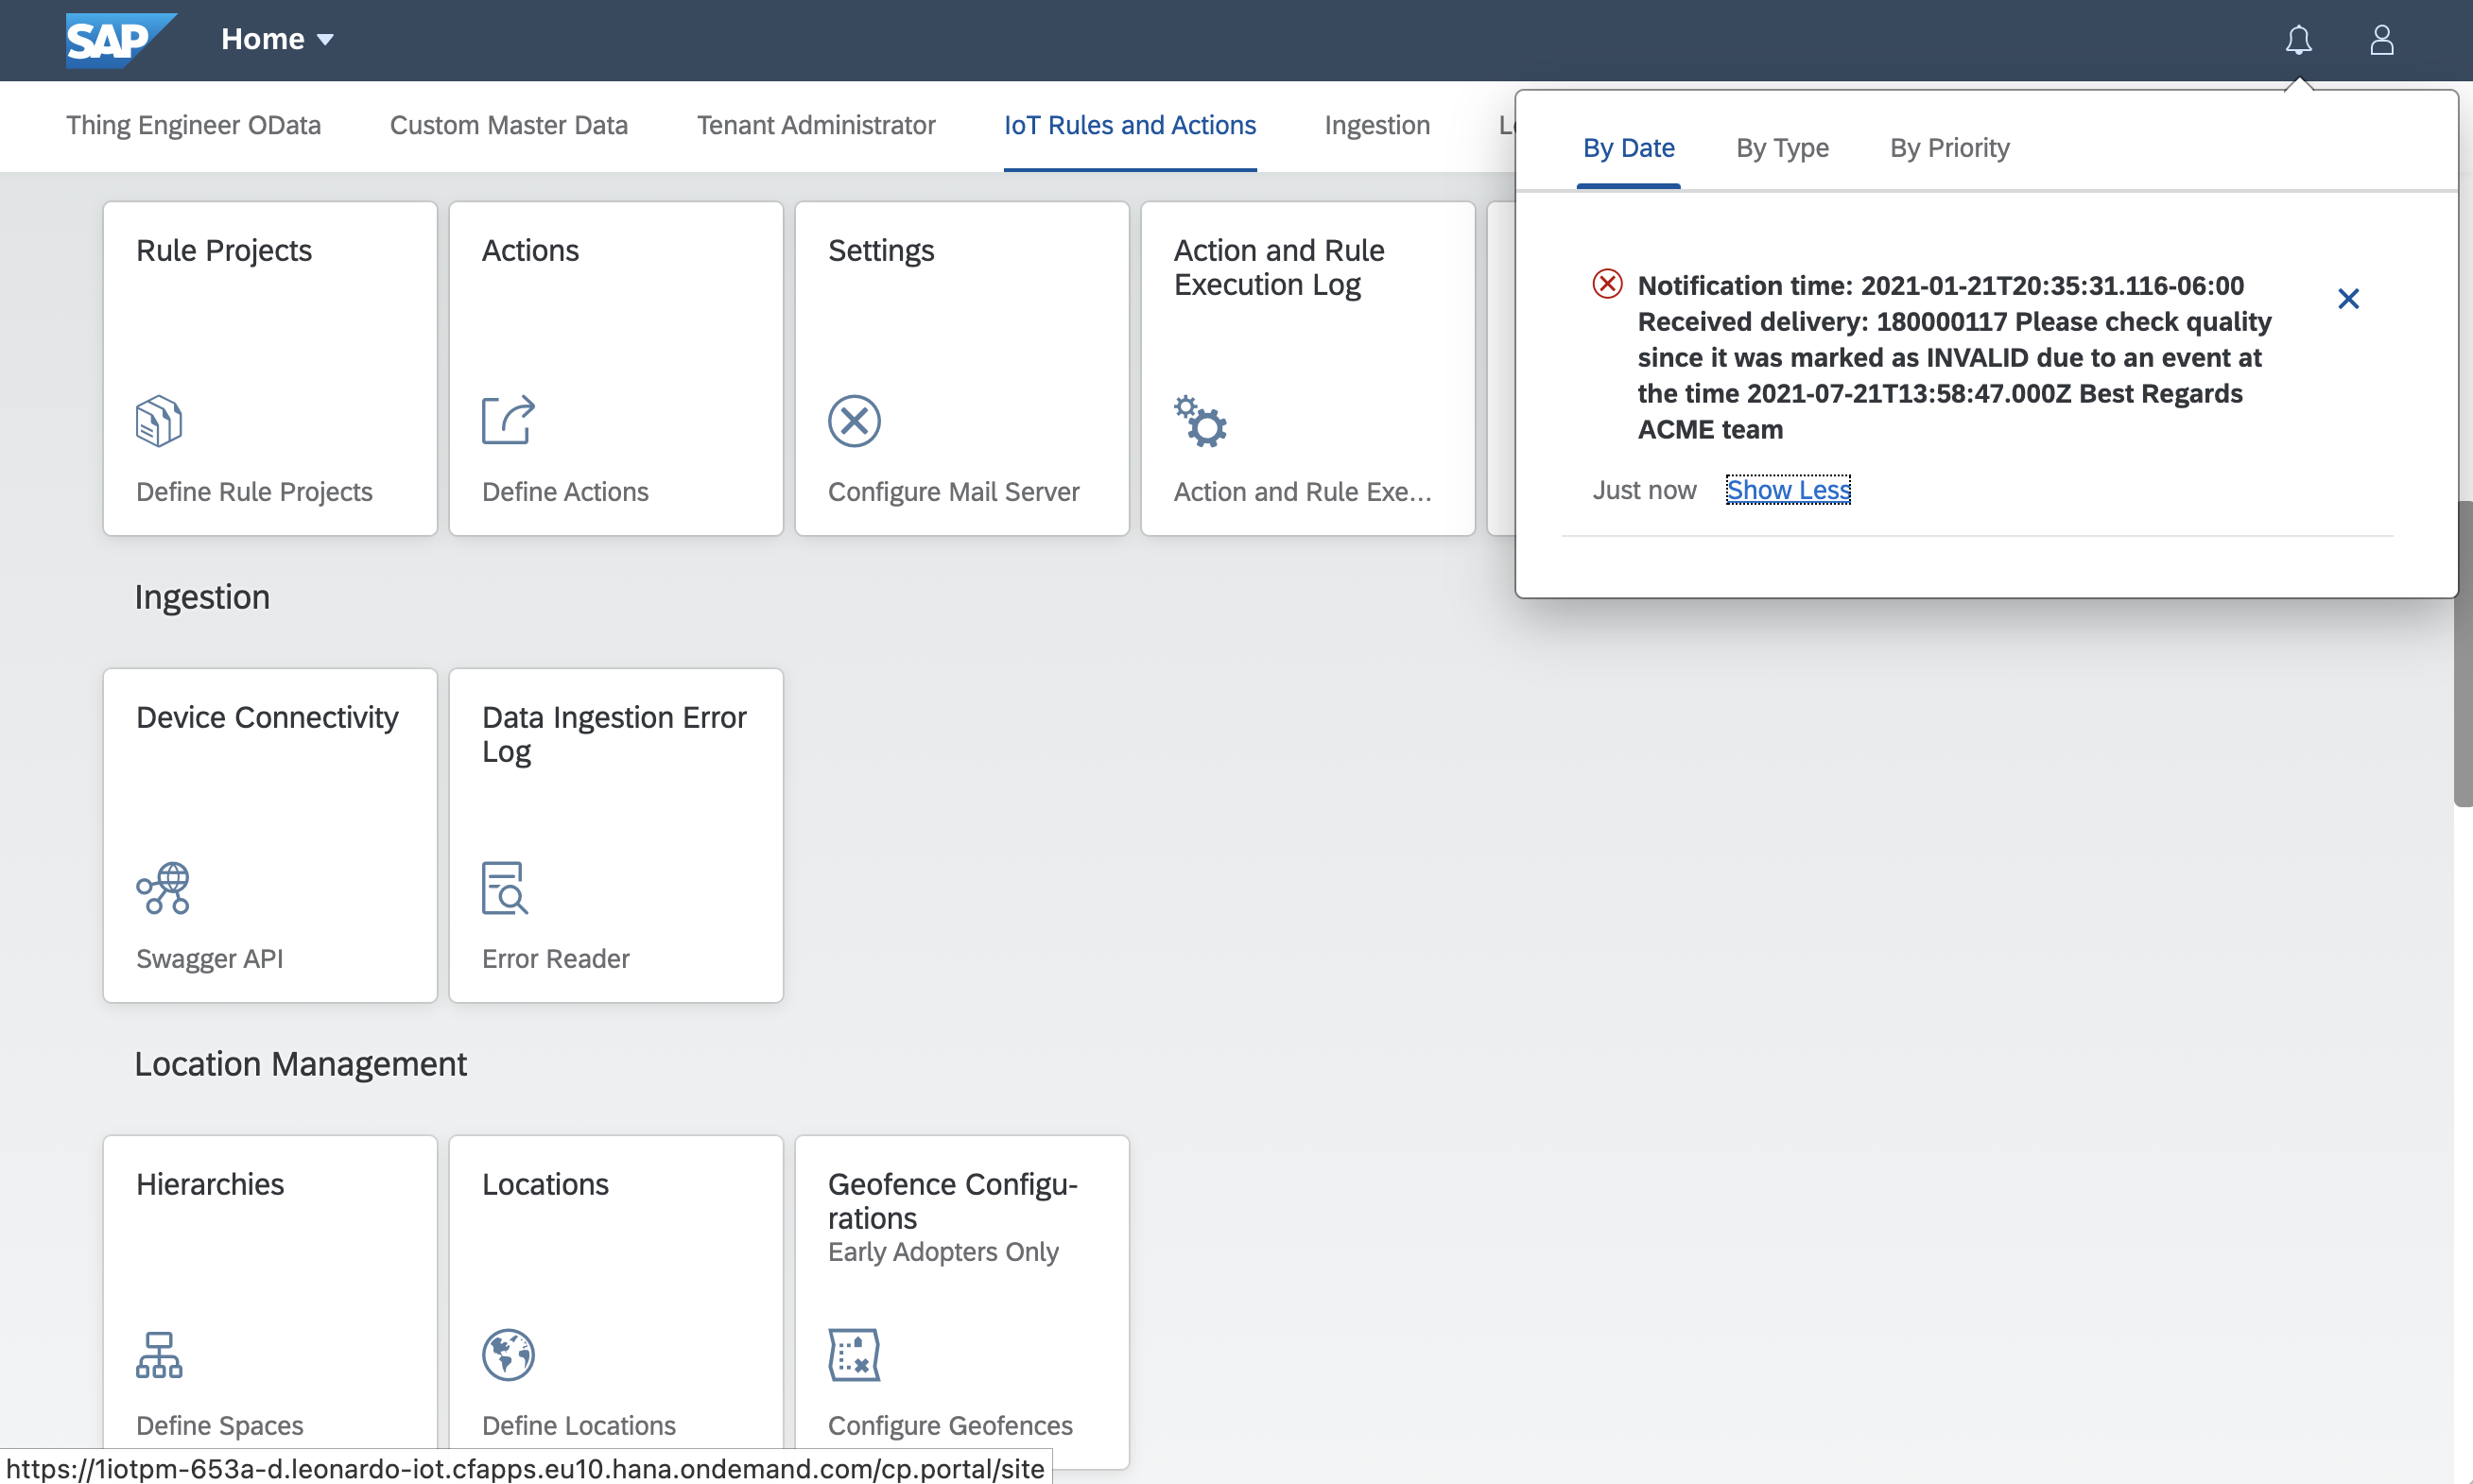 SAP
Home
Thing Engineer OData
Custom Master Data
Tenant Administrator
IoT Rules and Actions
Ingestion
By Date
By Type
By Priority
Notification time: 2021-01-21T20:35:31.116-06:00
Received delivery: 180000117 Please check quality
since it was marked as INVALID due to an event at
the time 2021-07-21T13:58:47.000Z Best Regards
ACME team
Just now
Show Less
Rule Projects
Define Rule Projects
Actions
Define Actions
Settings
Configure Mail Server
Action and Rule
Execution Log
Action and Rule Exe...
Ingestion
Device Connectivity
Swagger API
Data Ingestion Error
Log
Error Reader
Location Management
Hierarchies
Define Spaces
Locations
Define Locations
Geofence Configu-
rations
Early Adopters Only
Configure Geofences
https://1iotpm-653a-d.leonardo-iot.cfapps.eu10.hana.ondemand.com/cp.portal/site